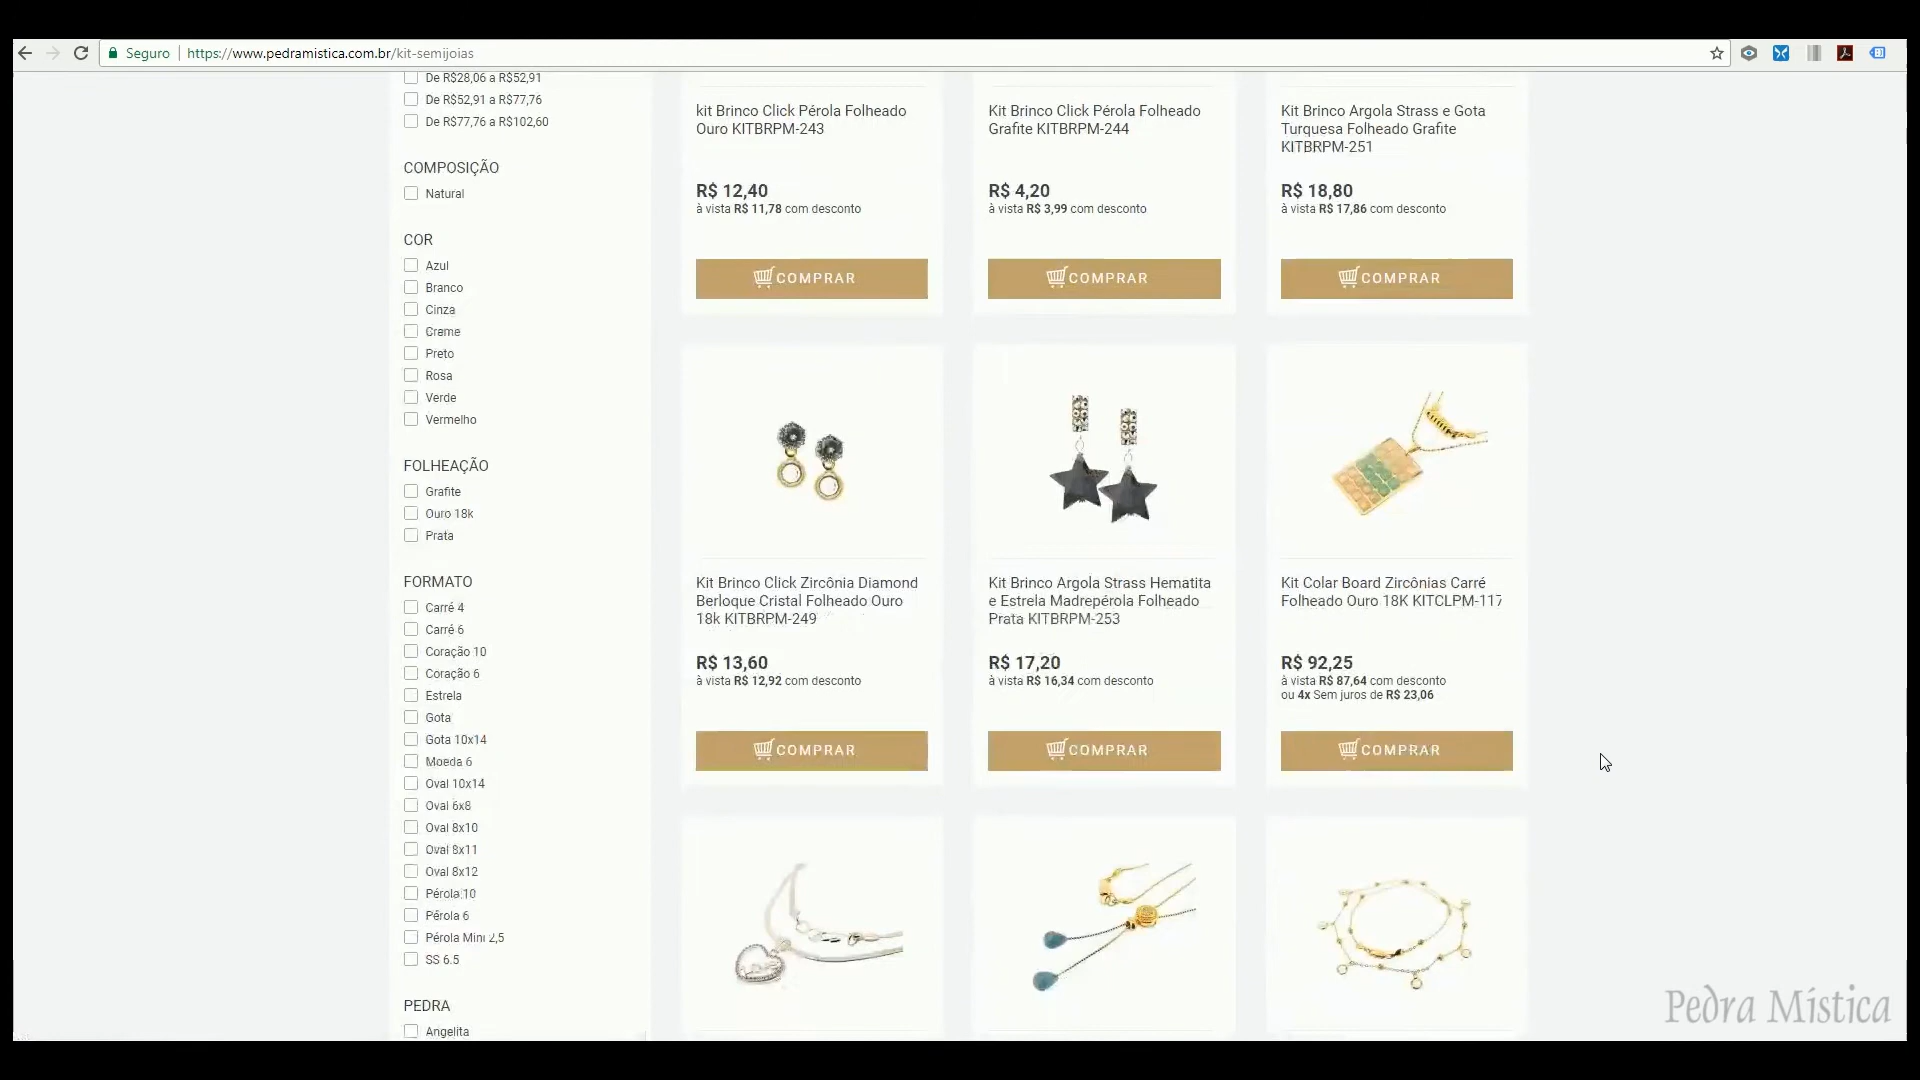 Seguro https://www.pedramistica.com.br/kit-semijoias
De R$28,06 a R$52,91
De R$52,91 a R$77,76
De R$77,76 a R$102,60
COMPOSIÇÃO
Natural
COR
Azul
Branco
Cinza
Creme
Preto
Rosa
Verde
Vermelho
FOLHEAÇÃO
Grafite
Ouro 18k
Prata
FORMATO
Carré 4
Carré 6
Coração 10
Coração 6
Estrela
Gota
Gota 10x14
Moeda 6
Oval 10x14
Oval 6x8
Oval 8x10
Oval 8x11
Oval 8x12
Pérola 10
Pérola 6
Pérola Mini 2,5
SS 6.5
PEDRA
Angelita
kit Brinco Click Pérola Folheado
Ouro KITBRPM-243
R$ 12,40
à vista R$ 11,78 com desconto
COMPRAR
Kit Brinco Click Pérola Folheado
Grafite KITBRPM-244
R$ 4,20
à vista R$ 3,99 com desconto
COMPRAR
Kit Brinco Argola Strass e Gota
Turquesa Folheado Grafite
KITBRPM-251
R$ 18,80
à vista R$ 17,86 com desconto
COMPRAR
Kit Brinco Click Zircônia Diamond
Berloque Cristal Folheado Ouro
18k KITBRPM-249
R$ 13,60
à vista R$ 12,92 com desconto
COMPRAR
Kit Brinco Argola Strass Hematita
e Estrela Madrepérola Folheado
Prata KITBRPM-253
R$ 17,20
à vista R$ 16,34 com desconto
COMPRAR
Kit Colar Board Zircônias Carré
Folheado Ouro 18K KITCLPM-117
R$ 92,25
à vista R$ 87,64 com desconto
ou 4x Sem juros de R$ 23,06
COMPRAR
Pedra Mística